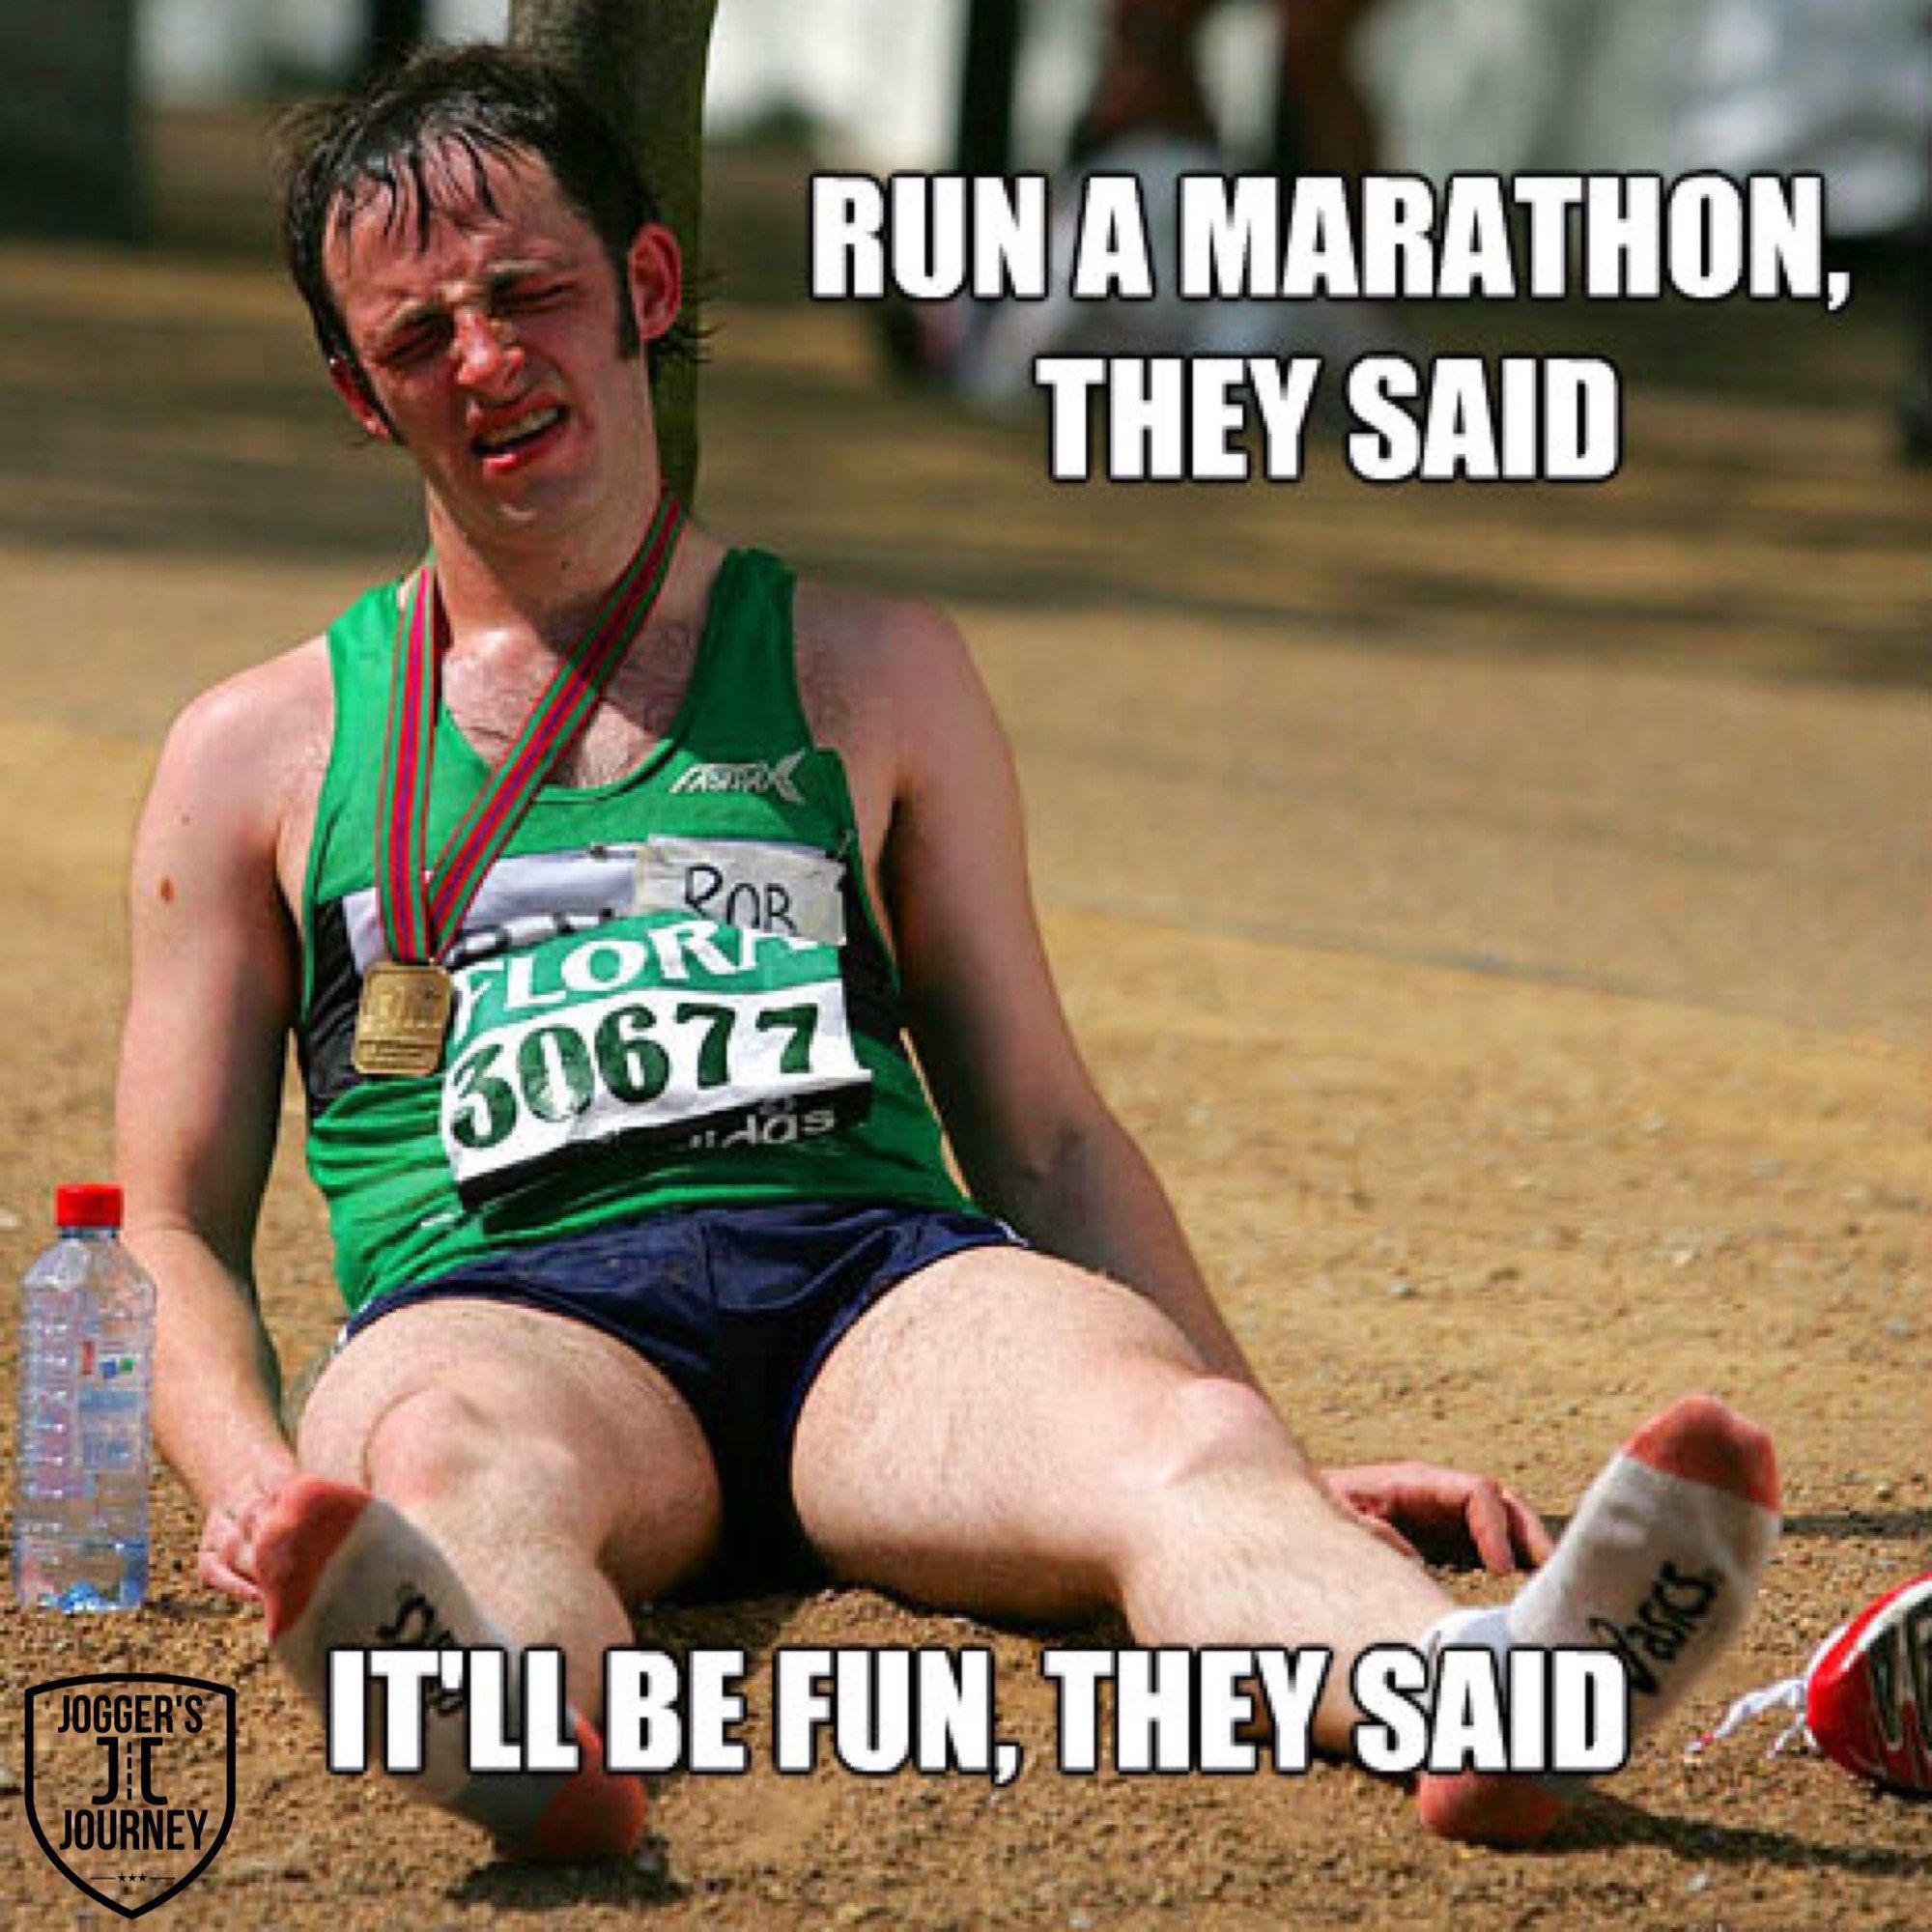 RUN A MARATHON,
THEY SAID
ROB
FLORA
30677
IT'LL BE FUN, THEY SAID
JOGGER'S
JJ
JOURNEY